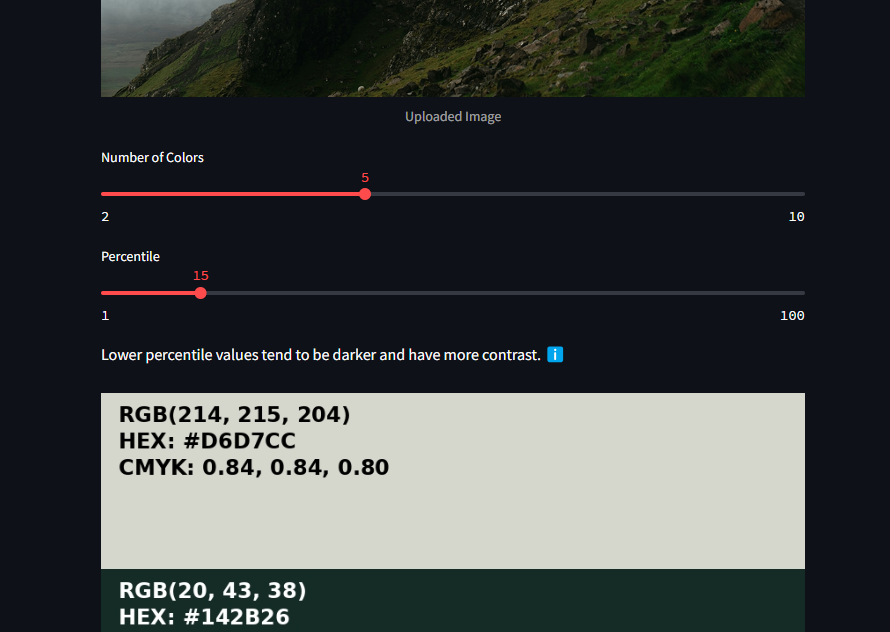 Uploaded Image
Number of Colors
5
2 10
Percentile
15
1 100
Lower percentile values tend to be darker and have more contrast. ℹ️
RGB(214, 215, 204)
HEX: #D6D7CC
CMYK: 0.84, 0.84, 0.80
RGB(20, 43, 38)
HEX: #142B26